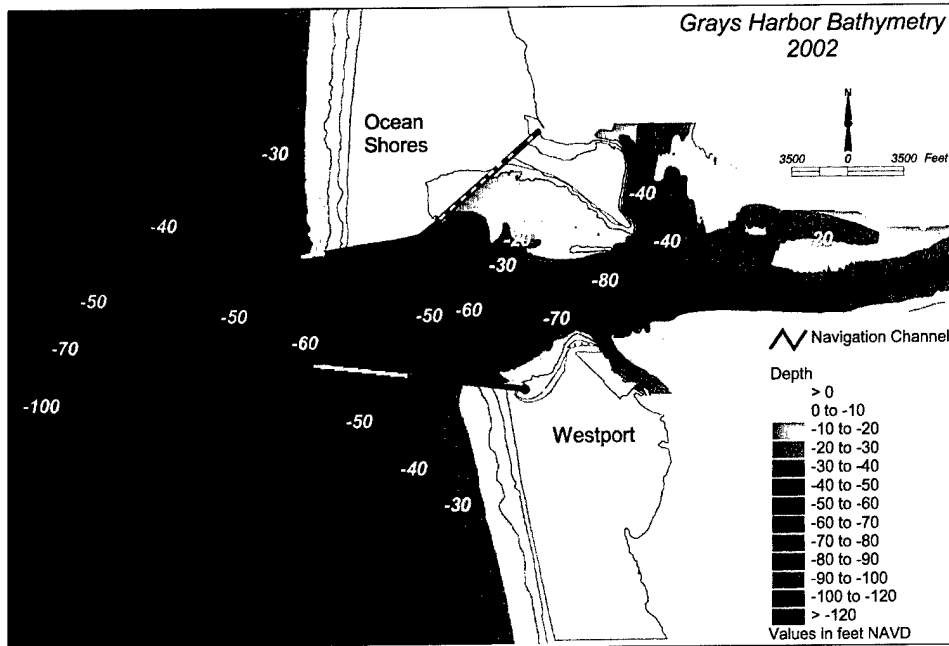 Grays Harbor Bathymetry
2002
N
3500 0 3500 Feet
Ocean
Shores
-30
-40
-50
-50
-70
-60
-100
-50
-40
-30
-50
-60
-70
-80
-30
-20
-40
-40
20
Westport
Navigation Channel
Depth
> 0
0 to -10
-10 to -20
-20 to -30
-30 to -40
-40 to -50
-50 to -60
-60 to -70
-70 to -80
-80 to -90
-90 to -100
-100 to -120
> -120
Values in feet NAVD